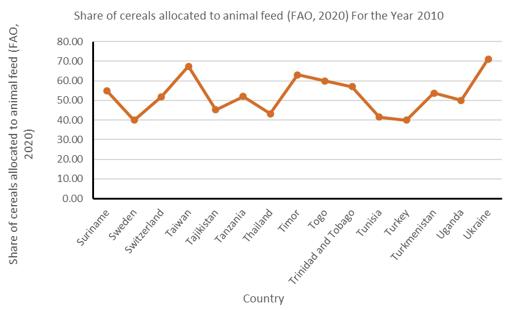 Share of cereals allocated to animal feed (FAO, 2020) For the Year 2010
Share of cereals allocated to animal feed (FAO,
2020)
80.00
70.00
60.00
50.00
40.00
30.00
20.00
10.00
0.00
Suriname
Sweden
Switzerland
Taiwan
Tajikistan
Tanzania
Thailand
Timor
Togo
Trinidad and Tobago
Tunisia
Turkey
Turkmenistan
Uganda
Ukraine
Country